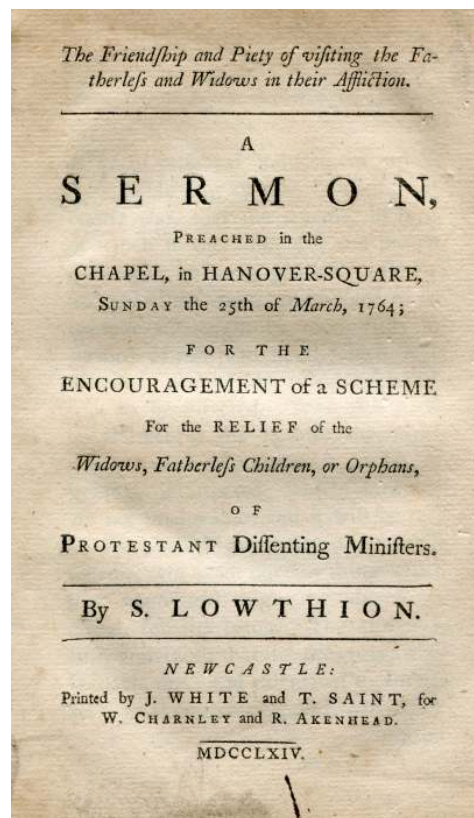 The Friendſhip and Piety of viſiting the Fa-
therleſs and Widows in their Affliction.
A
SERMON,
PREACHED in the
CHAPEL, in HANOVER-SQUARE,
SUNDAY the 25th of March, 1764;
FOR THE
ENCOURAGEMENT of a SCHEME
For the RELIEF of the
Widows, Fatherleſs Children, or Orphans,
OF
PROTESTANT Diſſenting Miniſters.
By S. LOWTHION.
NEWCASTLE:
Printed by J. WHITE and T. SAINT, for
W. CHARNLEY and R. AKENHEAD.
MDCCLXIV.